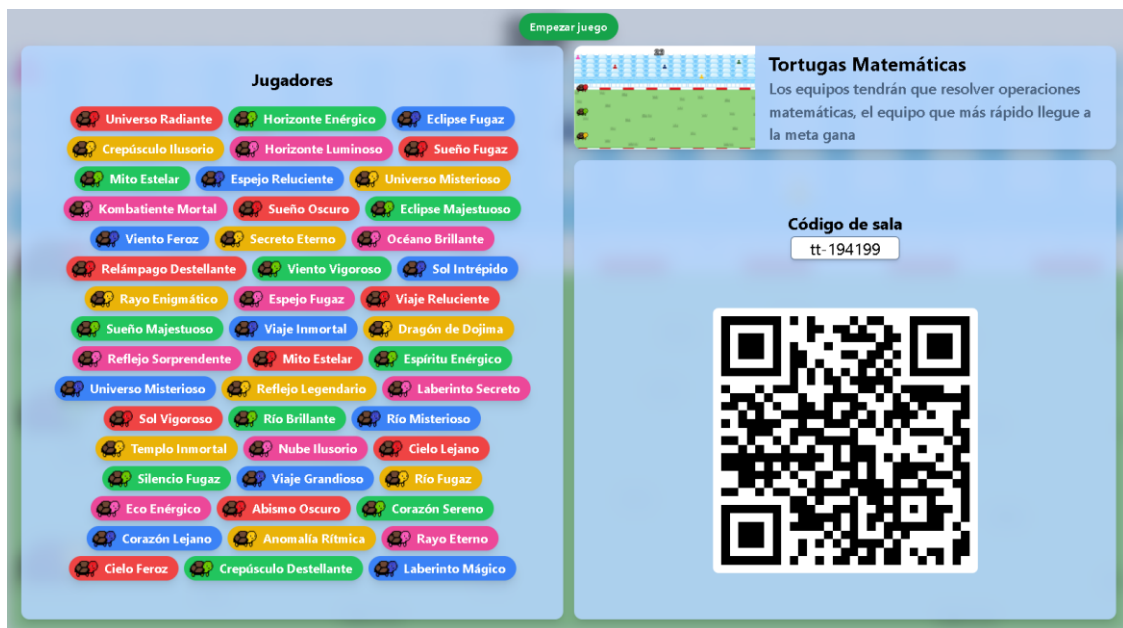 Empezar juego
Jugadores
Universo Radiante Horizonte Enérgico Eclipse Fugaz
Crepúsculo Ilusorio Horizonte Luminoso Sueño Fugaz
Mito Estelar Espejo Reluciente Universo Misterioso
Kombatiente Mortal Sueño Oscuro Eclipse Majestuoso
Viento Feroz Secreto Eterno Océano Brillante
Relámpago Destellante Viento Vigoroso Sol Intrépido
Rayo Enigmático Espejo Fugaz Viaje Reluciente
Sueño Majestuoso Viaje Inmortal Dragón de Dojima
Reflejo Sorprendente Mito Estelar Espíritu Enérgico
Universo Misterioso Reflejo Legendario Laberinto Secreto
Sol Vigoroso Río Brillante Río Misterioso
Templo Inmortal Nube Ilusorio Cielo Lejano
Silencio Fugaz Viaje Grandioso Río Fugaz
Eco Enérgico Abismo Oscuro Corazón Sereno
Corazón Lejano Anomalía Rítmica Rayo Eterno
Cielo Feroz Crepúsculo Destellante Laberinto Mágico
Tortugas Matemáticas
Los equipos tendrán que resolver operaciones
matemáticas, el equipo que más rápido llegue a
la meta gana
Código de sala
tt-194199